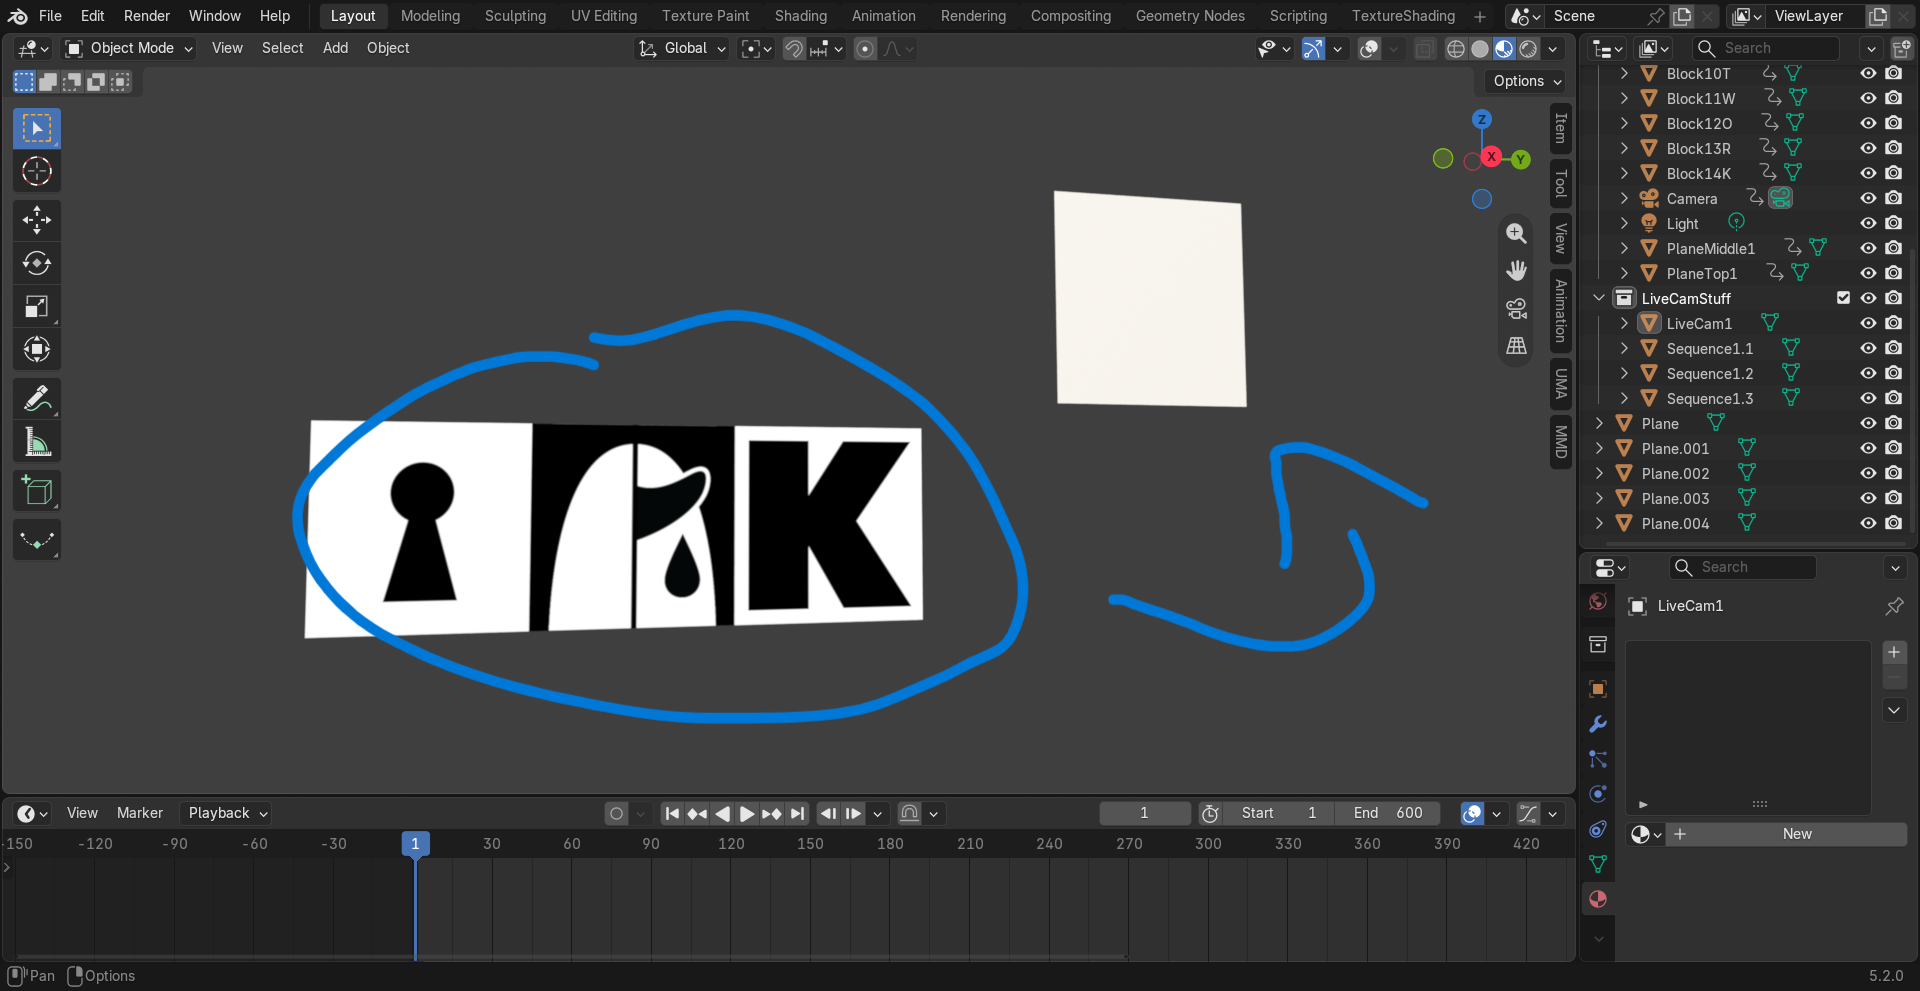 File Edit Render Window Help Layout Modeling Sculpting UV Editing Texture Paint Shading Animation Rendering Compositing Geometry Nodes Scripting TextureShading + Scene ViewLayer
Object Mode View Select Add Object Global Search
Options
Block10T
Block11W
Block12O
Block13R
Block14K
Camera
Light
PlaneMiddle1
PlaneTop1
LiveCamStuff
LiveCam1
Sequence1.1
Sequence1.2
Sequence1.3
Plane
Plane.001
Plane.002
Plane.003
Plane.004
Z
X Y
Item
Tool
View
Animation
UMA
MMD
K
Search
LiveCam1
+ New
View Marker Playback 1 Start 1 End 600
-150 -120 -90 -60 -30 1 30 60 90 120 150 180 210 240 270 300 330 360 390 420
Pan Options 5.2.0